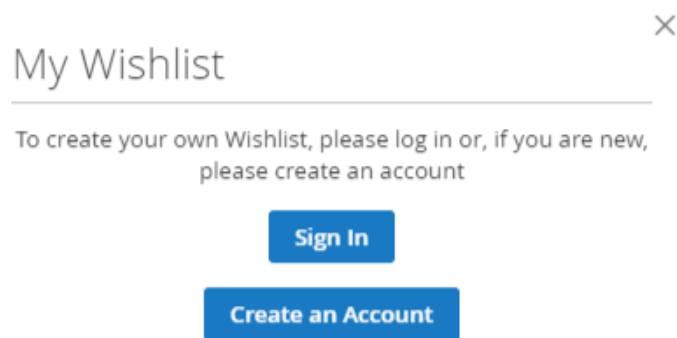 My Wishlist
To create your own Wishlist, please log in or, if you are new,
please create an account
Sign In
Create an Account